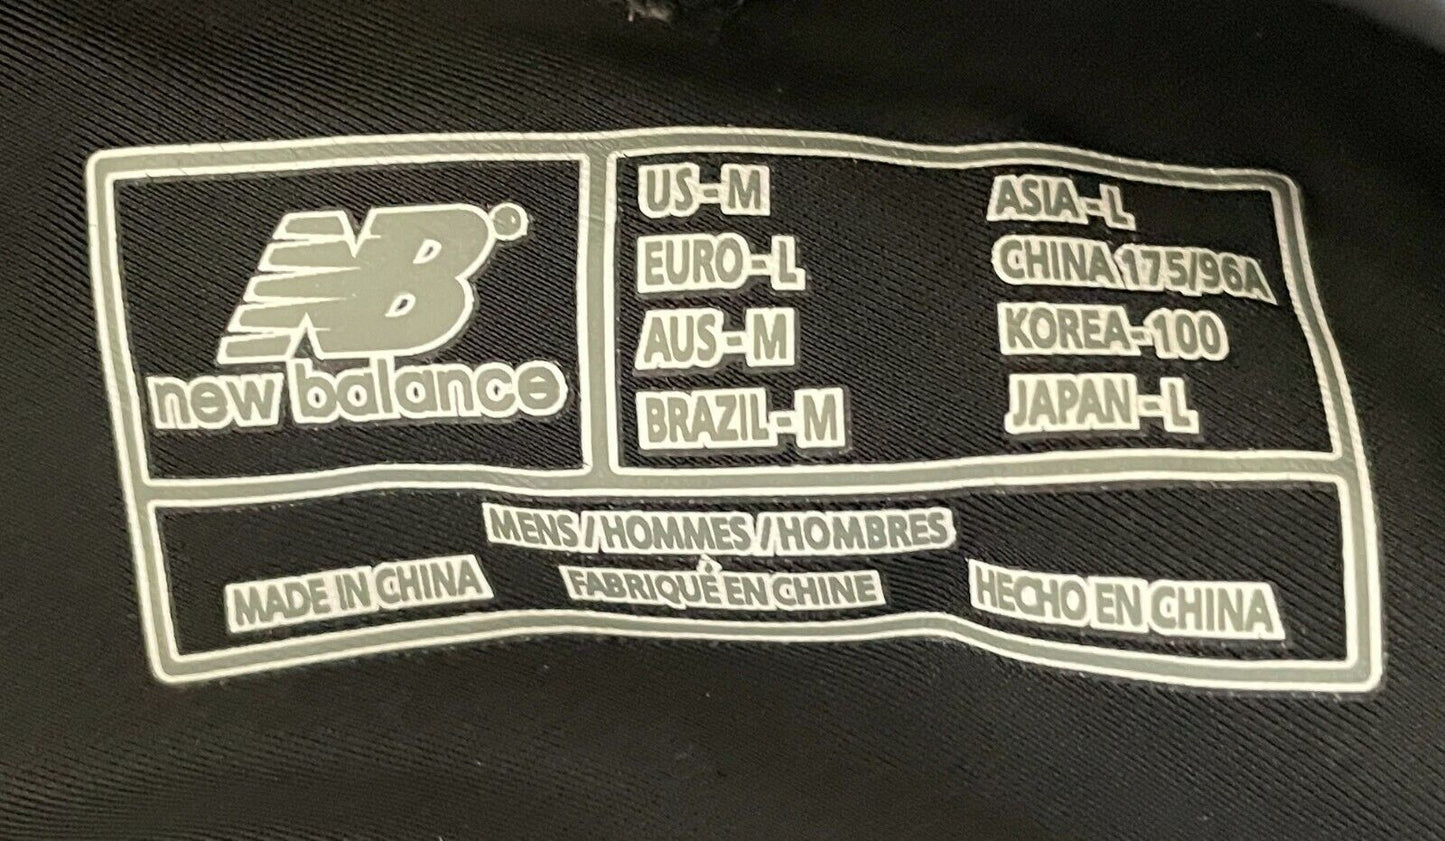 NB®
new balance
US-M
EURO-L
AUS-M
BRAZIL-M
ASIA-L
CHINA 175/96A
KOREA-100
JAPAN-L
MENS/HOMMES/HOMBRES
MADE IN CHINA
FABRIQUÉ EN CHINE
HECHO EN CHINA